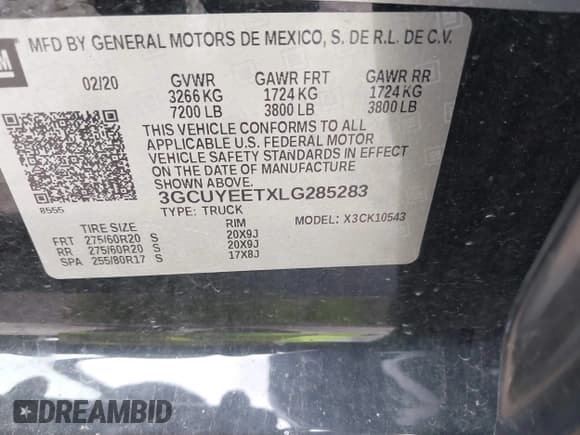 GM
MFD BY GENERAL MOTORS DE MEXICO, S. DE R.L. DE C.V.
02/20 GVWR GAWR FRT GAWR RR
3266 KG 1724 KG 1724 KG
7200 LB 3800 LB 3800 LB
THIS VEHICLE CONFORMS TO ALL
APPLICABLE U.S. FEDERAL MOTOR
VEHICLE SAFETY STANDARDS IN EFFECT
ON THE DATE OF MANUFACTURE
SHOWN ABOVE.
3GCUYEETXLG285283
8555 TYPE: TRUCK MODEL: X3CK10543
TIRE SIZE RIM
FRT 275/60R20 S 20X9J
RR 275/60R20 S 20X9J
SPA 255/80R17 S 17X8J
DREAMBID